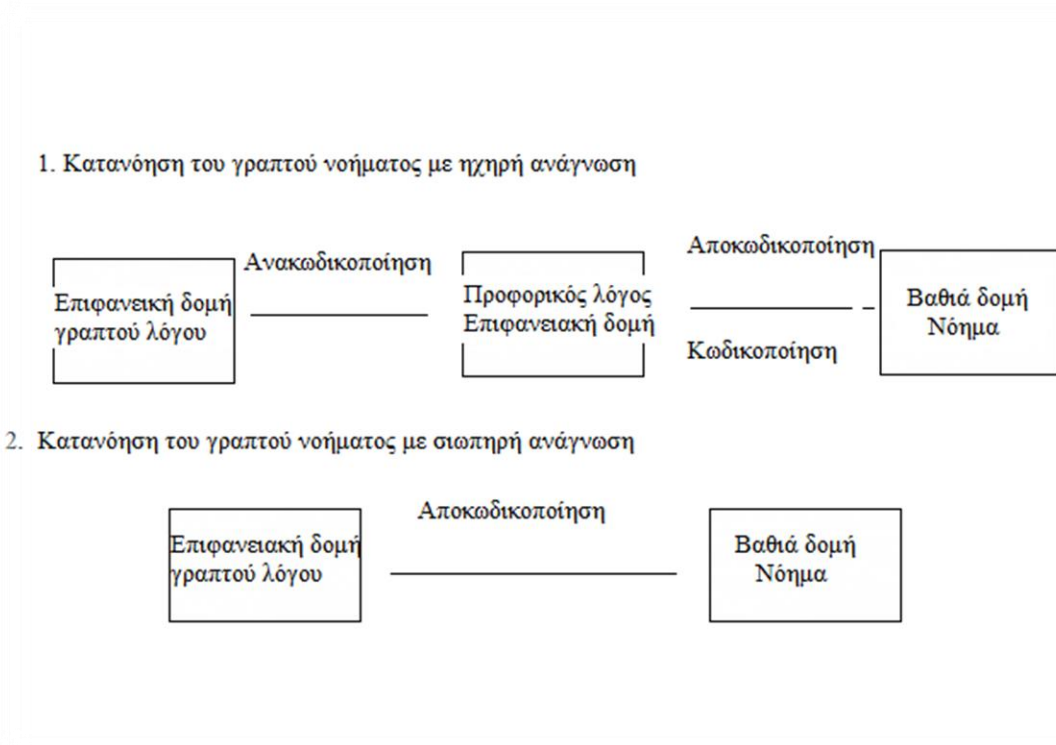 1. Κατανόηση του γραπτού νοήματος με ηχηρή ανάγνωση
Ανακωδικοποίηση
Αποκωδικοποίηση
Επιφανεική δομή
γραπτού λόγου
Προφορικός λόγος
Επιφανειακή δομή
Κωδικοποίηση
Βαθιά δομή
Νόημα
2. Κατανόηση του γραπτού νοήματος με σιωπηρή ανάγνωση
Αποκωδικοποίηση
Επιφανειακή δομή
γραπτού λόγου
Βαθιά δομή
Νόημα